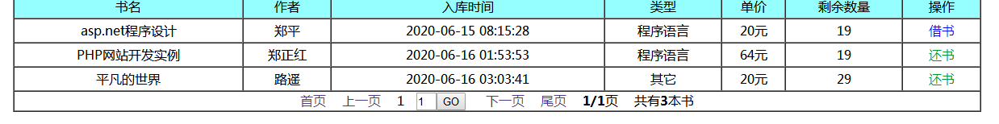 书名 作者 入库时间 类型 单价 剩余数量 操作
asp.net程序设计 郑平 2020-06-15 08:15:28 程序语言 20元 19 借书
PHP网站开发实例 郑正红 2020-06-16 01:53:53 程序语言 64元 19 还书
平凡的世界 路遥 2020-06-16 03:03:41 其它 20元 29 还书
首页 上一页 1 1 GO 下一页 尾页 1/1页 共有3本书